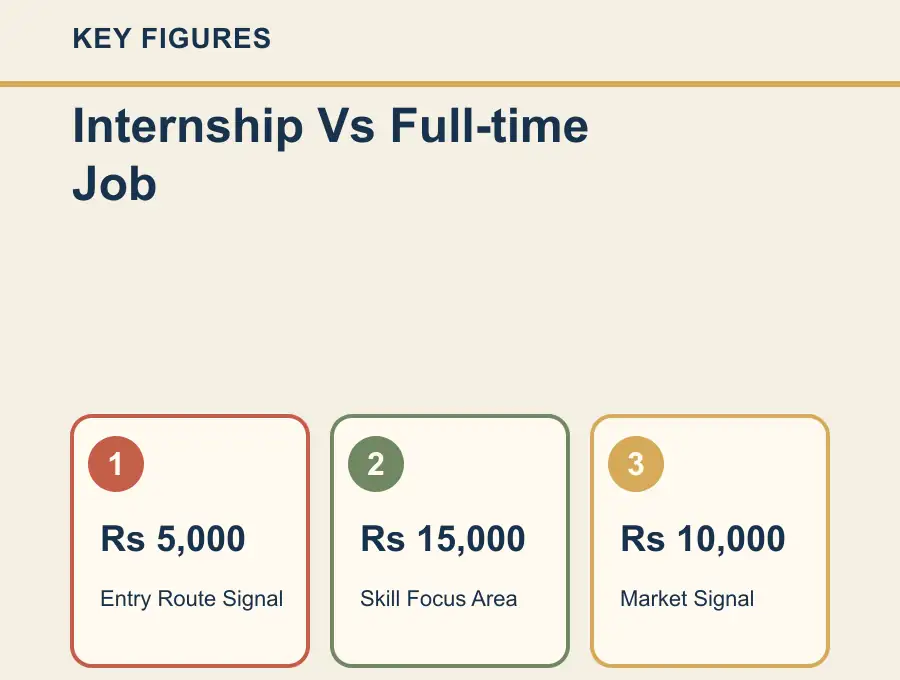 KEY FIGURES
Internship Vs Full-time
Job
1
Rs 5,000
Entry Route Signal
2
Rs 15,000
Skill Focus Area
3
Rs 10,000
Market Signal